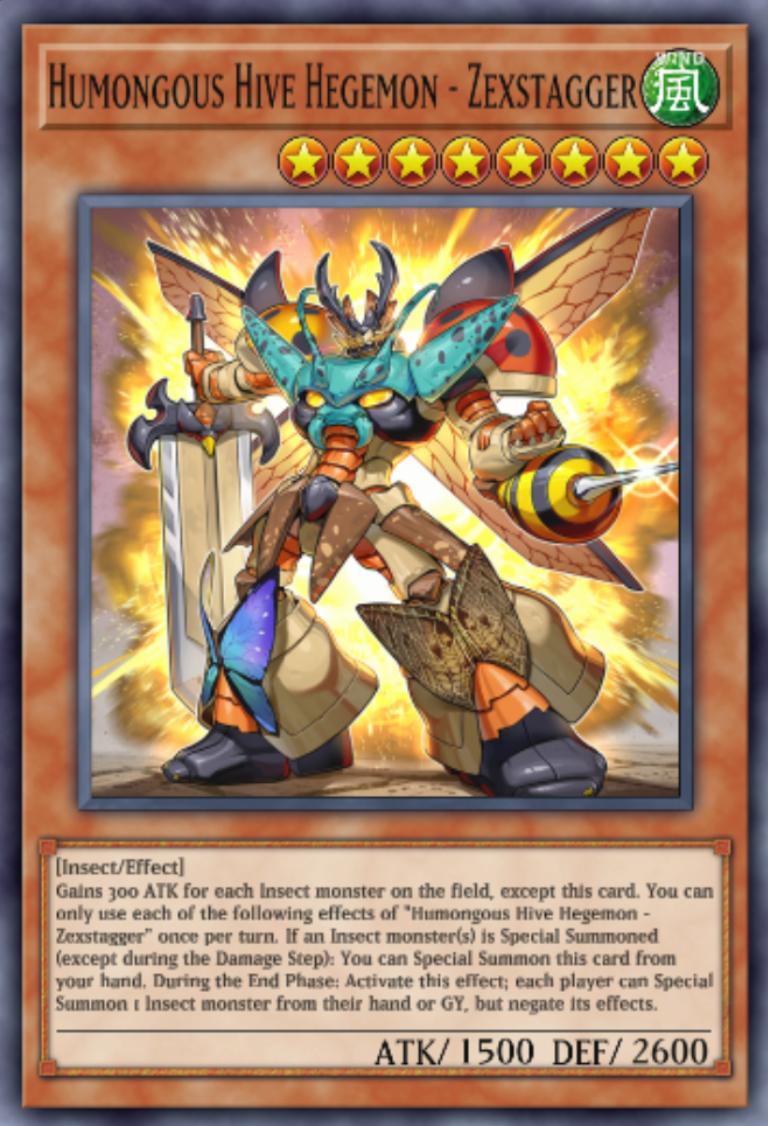 Humongous Hive Hegemon - Zexstagger
WIND
風
[Insect/Effect]
Gains 300 ATK for each Insect monster on the field, except this card. You can
only use each of the following effects of "Humongous Hive Hegemon -
Zexstagger" once per turn. If an Insect monster(s) is Special Summoned
(except during the Damage Step): You can Special Summon this card from
your hand. During the End Phase: Activate this effect; each player can Special
Summon 1 Insect monster from their hand or GY, but negate its effects.
ATK/ 1500 DEF/ 2600